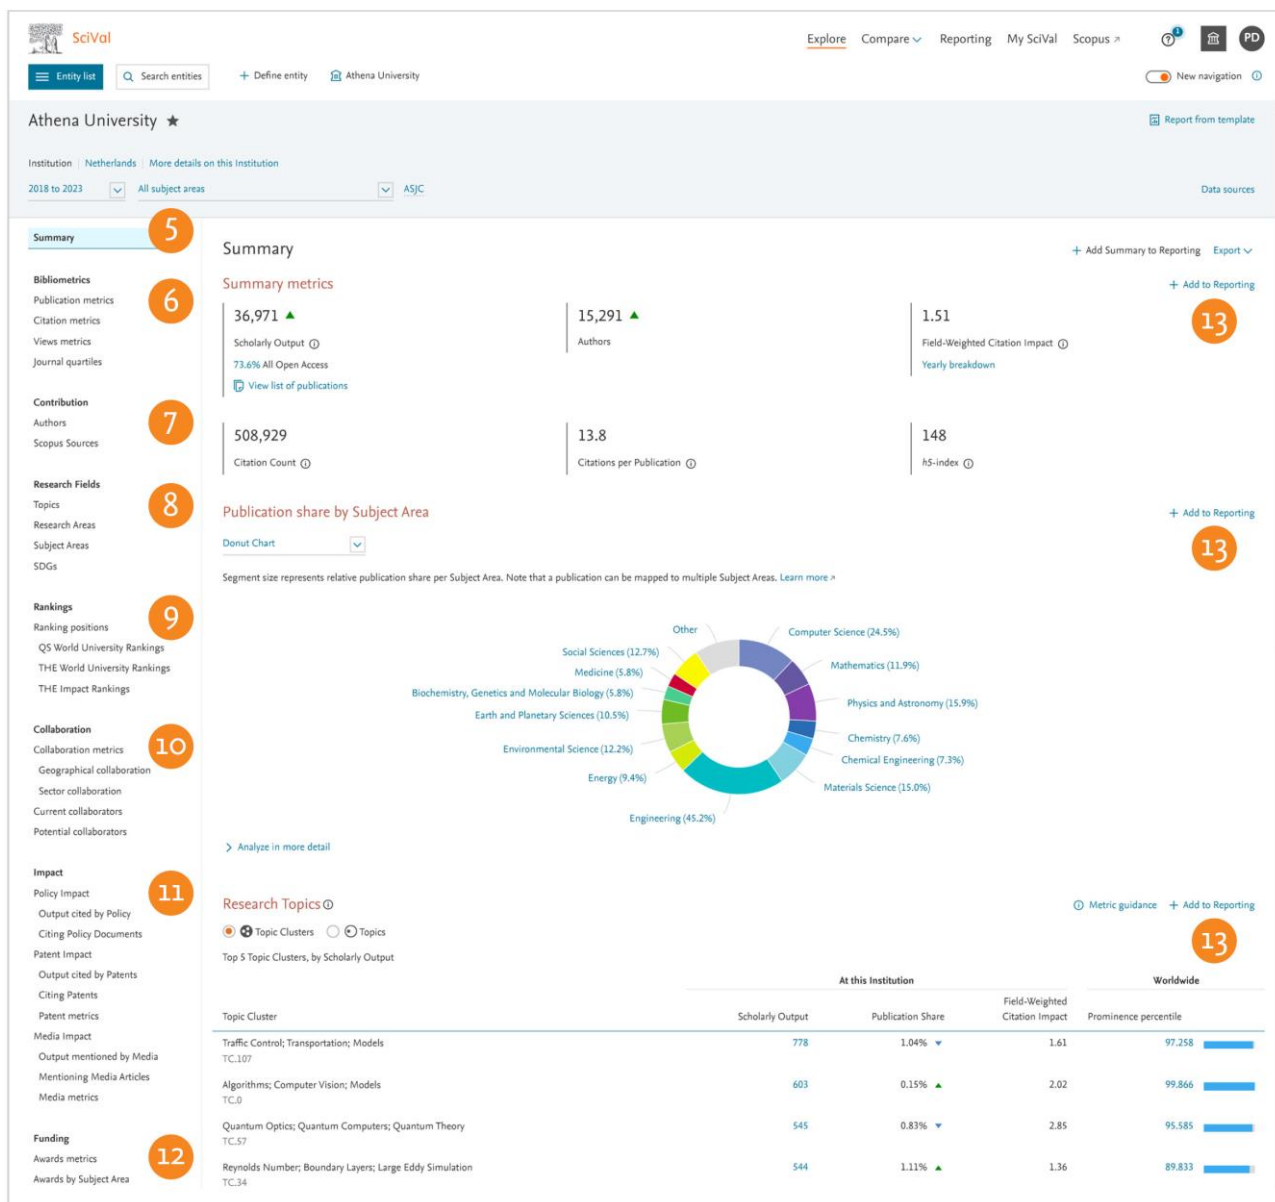 SciVal
Explore Compare Reporting My SciVal Scopus 1 PD
Entity list Search entities + Define entity Athena University New navigation
Athena University ★ Report from template
Institution | Netherlands | More details on this Institution
2018 to 2023 All subject areas ASJC Data sources
Summary
5
Bibliometrics
Publication metrics
6
Citation metrics
Views metrics
Journal quartiles
Contribution
Authors
7
Scopus Sources
Research Fields
Topics
8
Research Areas
Subject Areas
SDGs
Rankings
9
Ranking positions
QS World University Rankings
THE World University Rankings
THE Impact Rankings
Collaboration
Collaboration metrics
10
Geographical collaboration
Sector collaboration
Current collaborators
Potential collaborators
Impact
Policy Impact
11
Output cited by Policy
Citing Policy Documents
Patent Impact
Output cited by Patents
Citing Patents
Patent metrics
Media Impact
Output mentioned by Media
Mentioning Media Articles
Media metrics
Funding
Awards metrics
12
Awards by Subject Area
Summary + Add Summary to Reporting Export
Summary metrics + Add to Reporting
13
36,971 ▲
Scholarly Output
73.6% All Open Access
View list of publications
15,291 ▲
Authors
1.51
Field-Weighted Citation Impact
Yearly breakdown
508,929
Citation Count
13.8
Citations per Publication
148
h5-index
Publication share by Subject Area + Add to Reporting
13
Donut Chart
Segment size represents relative publication share per Subject Area. Note that a publication can be mapped to multiple Subject Areas. Learn more
Other
Computer Science (24.5%)
Social Sciences (12.7%)
Mathematics (11.9%)
Medicine (5.8%)
Biochemistry, Genetics and Molecular Biology (5.8%)
Physics and Astronomy (15.9%)
Earth and Planetary Sciences (10.5%)
Chemistry (7.6%)
Environmental Science (12.2%)
Chemical Engineering (7.3%)
Energy (9.4%)
Materials Science (15.0%)
Engineering (45.2%)
Analyze in more detail
Research Topics Metric guidance + Add to Reporting
13
Topic Clusters Topics
Top 5 Topic Clusters, by Scholarly Output
At this Institution Worldwide
Topic Cluster Scholarly Output Publication Share Field-Weighted Citation Impact Prominence percentile
Traffic Control; Transportation; Models 778 1.04% ▼ 1.61 97.258
TC.107
Algorithms; Computer Vision; Models 603 0.15% ▲ 2.02 99.866
TC.0
Quantum Optics; Quantum Computers; Quantum Theory 545 0.83% ▼ 2.85 95.585
TC.57
Reynolds Number; Boundary Layers; Large Eddy Simulation 544 1.11% ▲ 1.36 89.833
TC.34